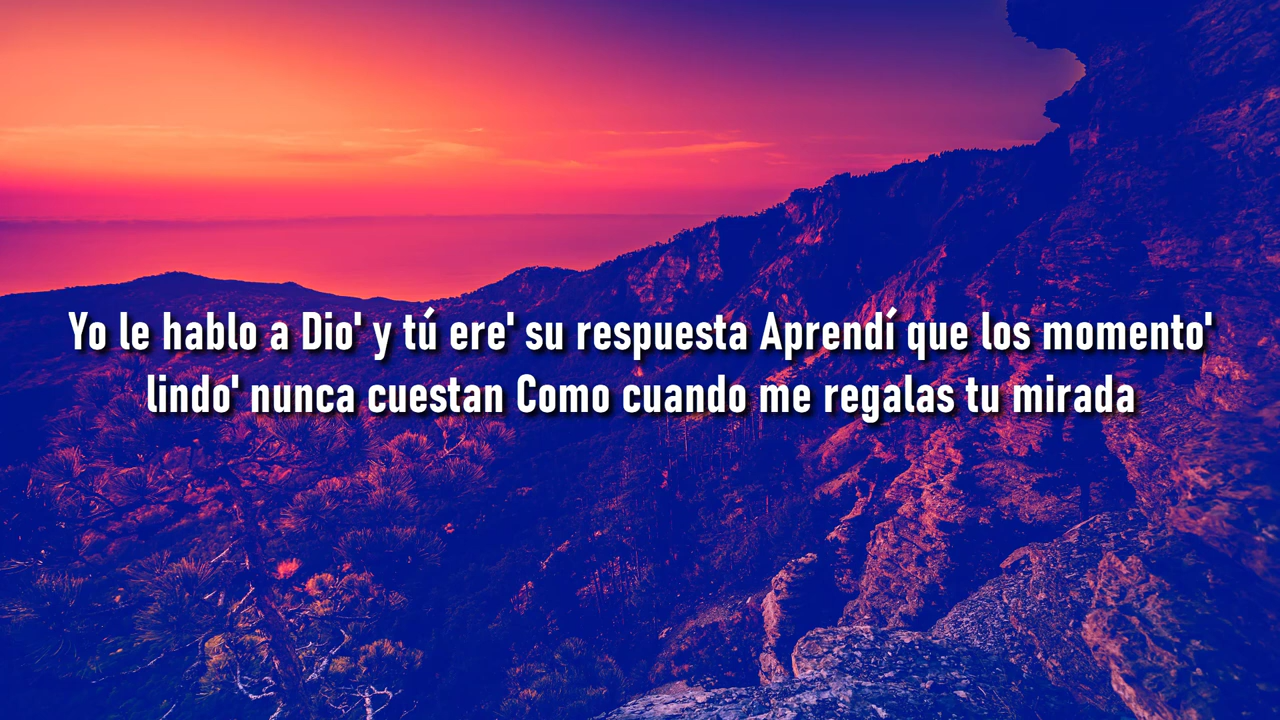 Yo le hablo a Dio' y tú ere' su respuesta Aprendí que los momento'
lindo' nunca cuestan Como cuando me regalas tu mirada